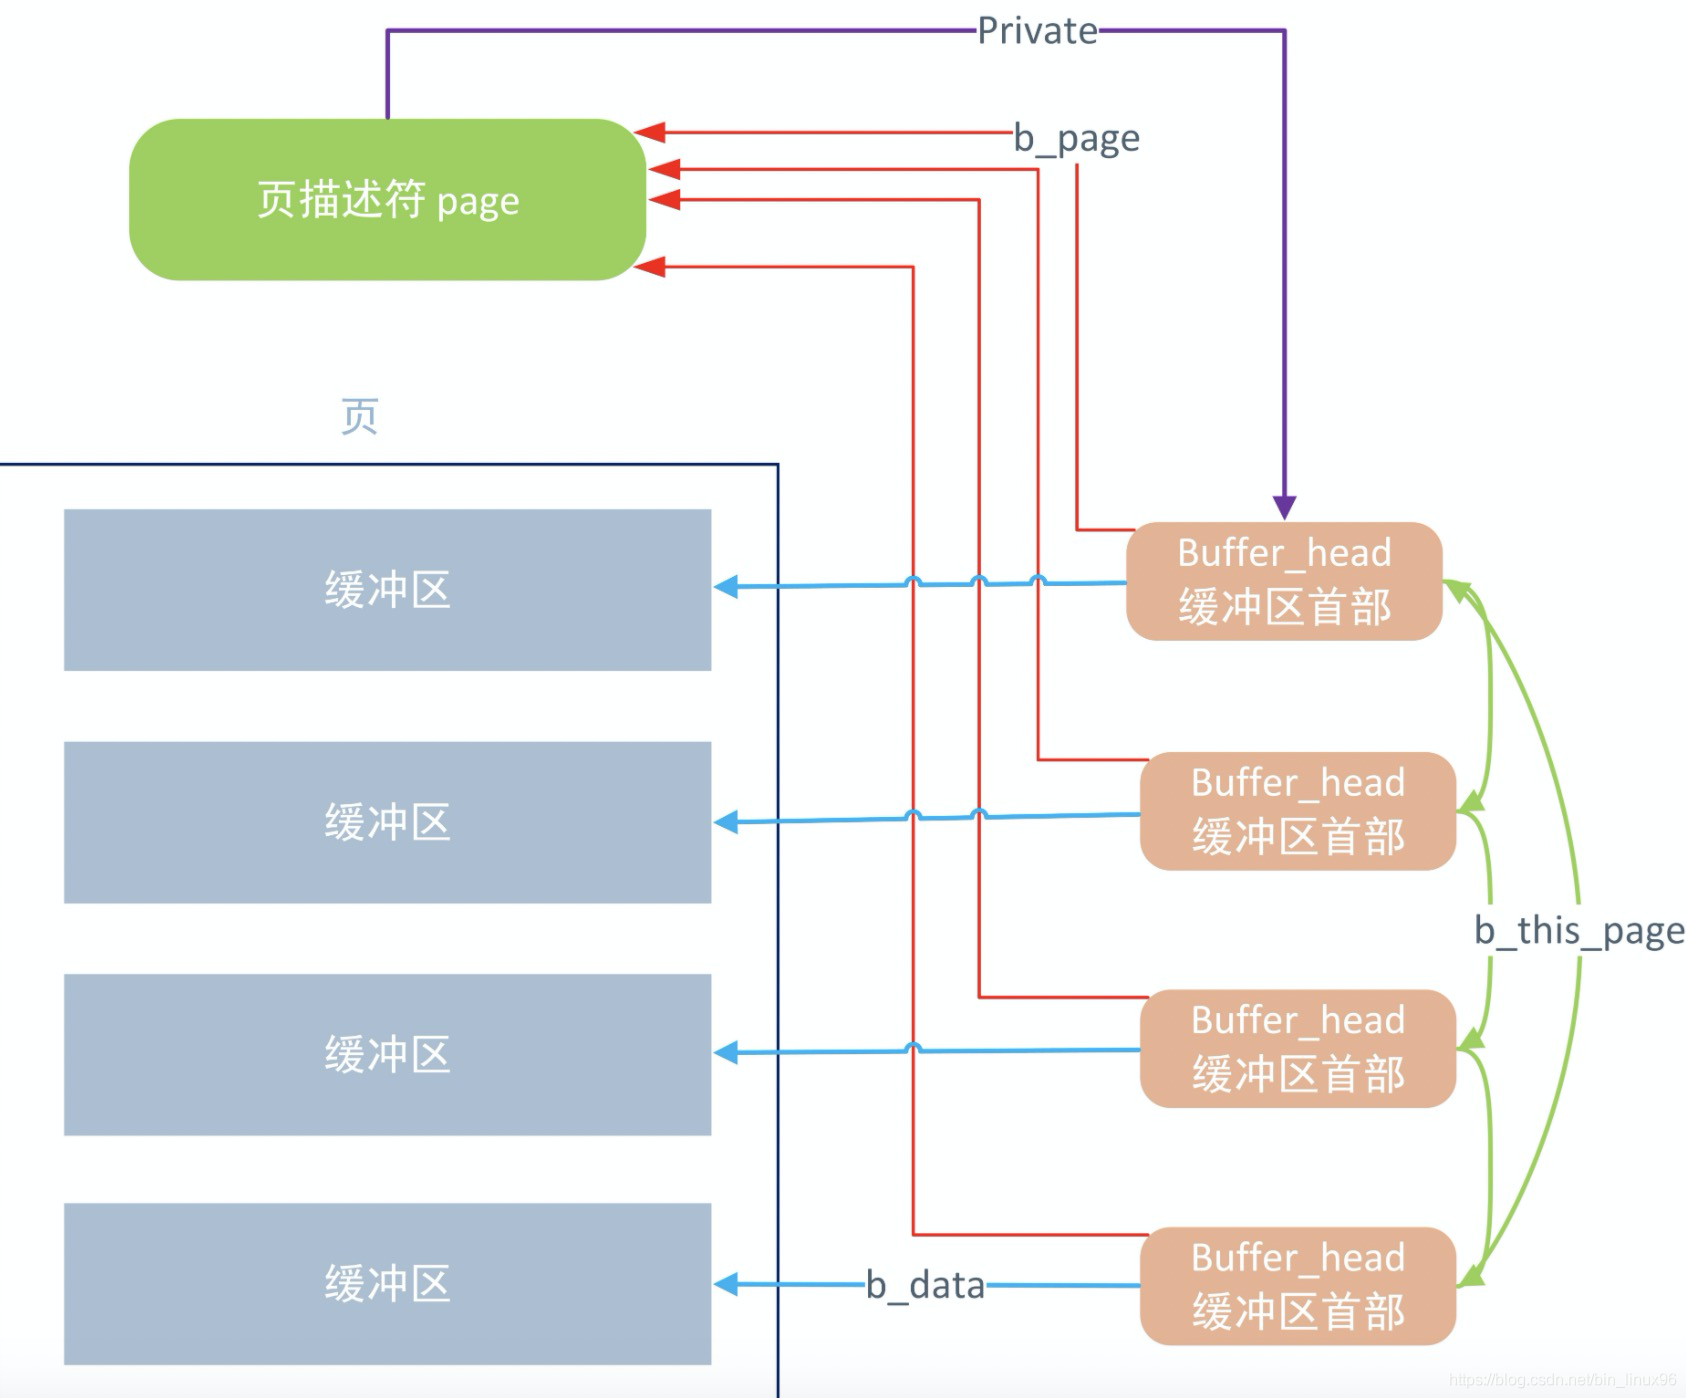 Private
b_page
页描述符 page
页
缓冲区
Buffer_head
缓冲区首部
缓冲区
Buffer_head
缓冲区首部
b_this_page
缓冲区
Buffer_head
缓冲区首部
缓冲区
b_data
Buffer_head
缓冲区首部
https://blog.csdn.net/bin_linux96